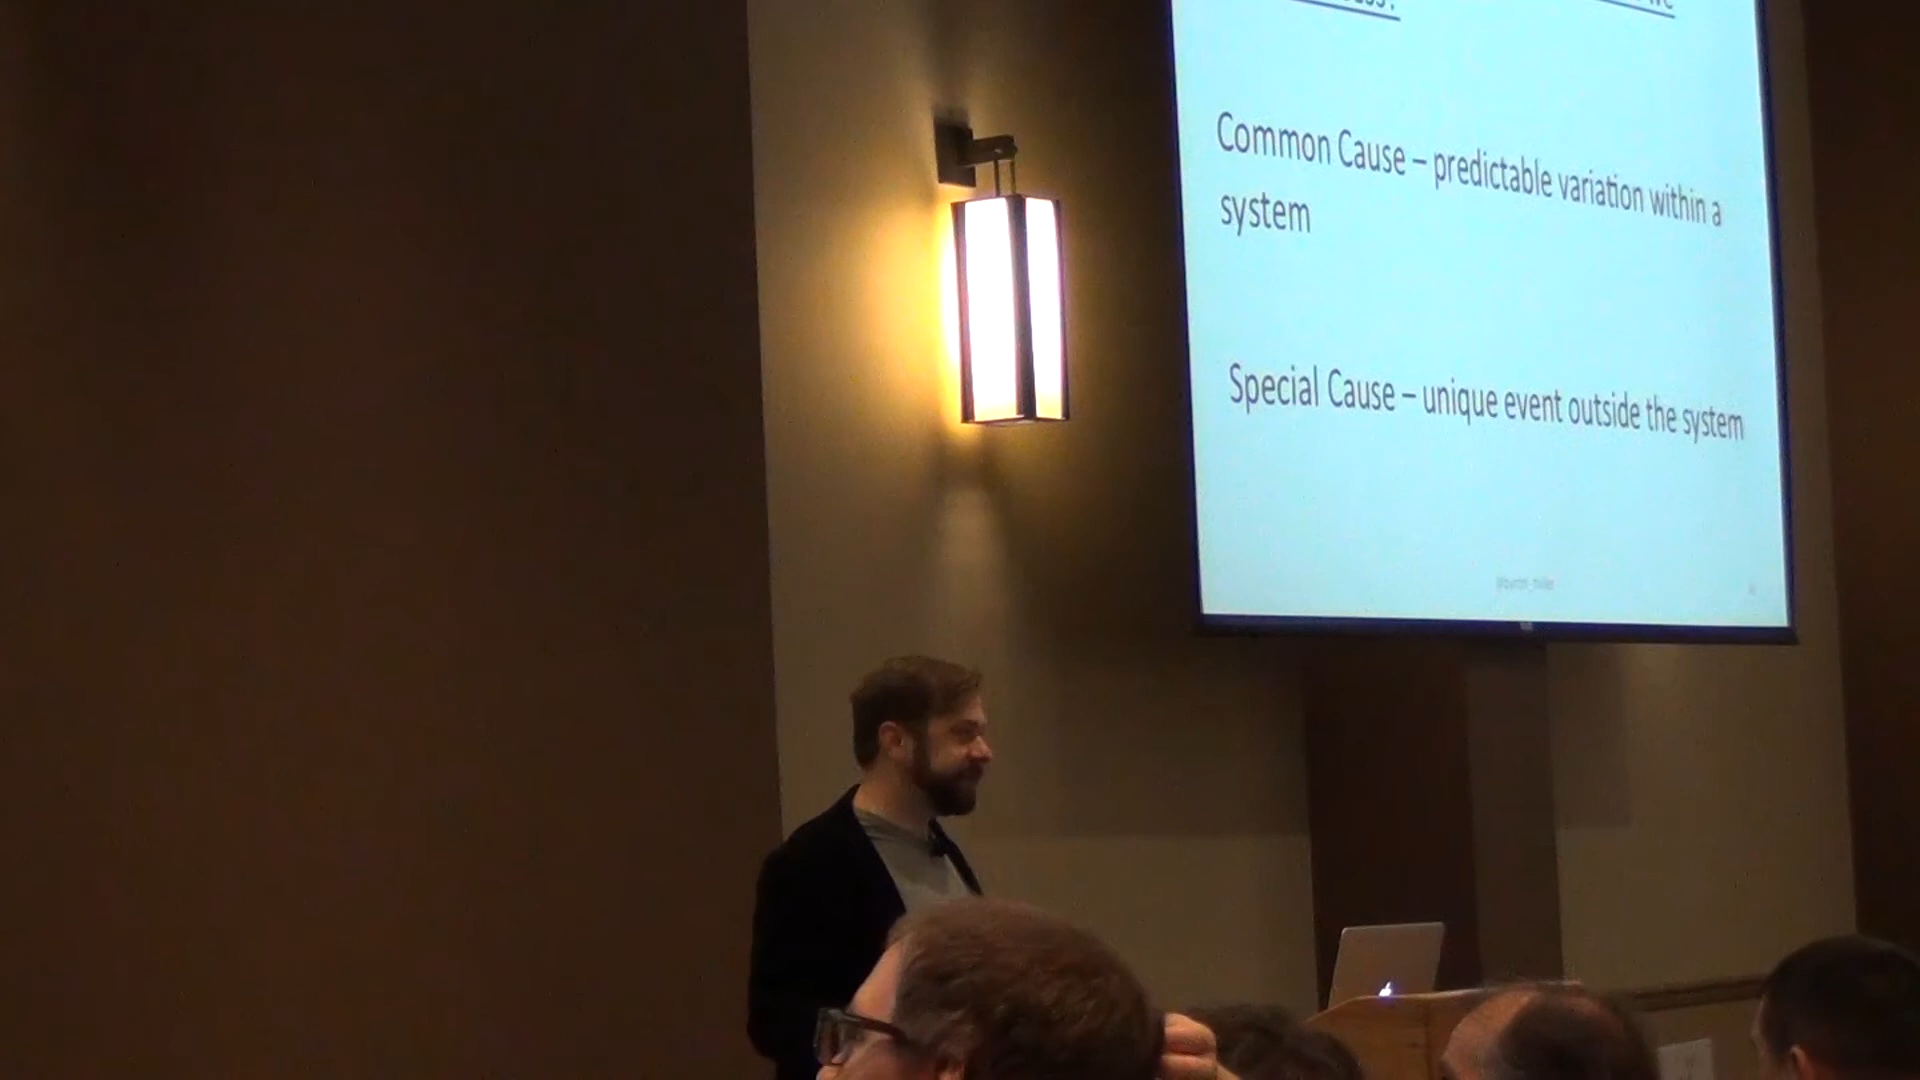 Common Cause – predictable variation within a
system
Special Cause – unique event outside the system